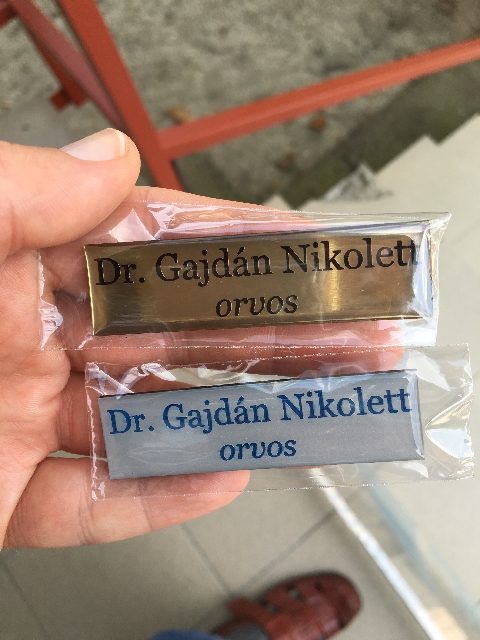 Dr. Gajdán Nikolett
orvos
Dr. Gajdán Nikolett
orvos